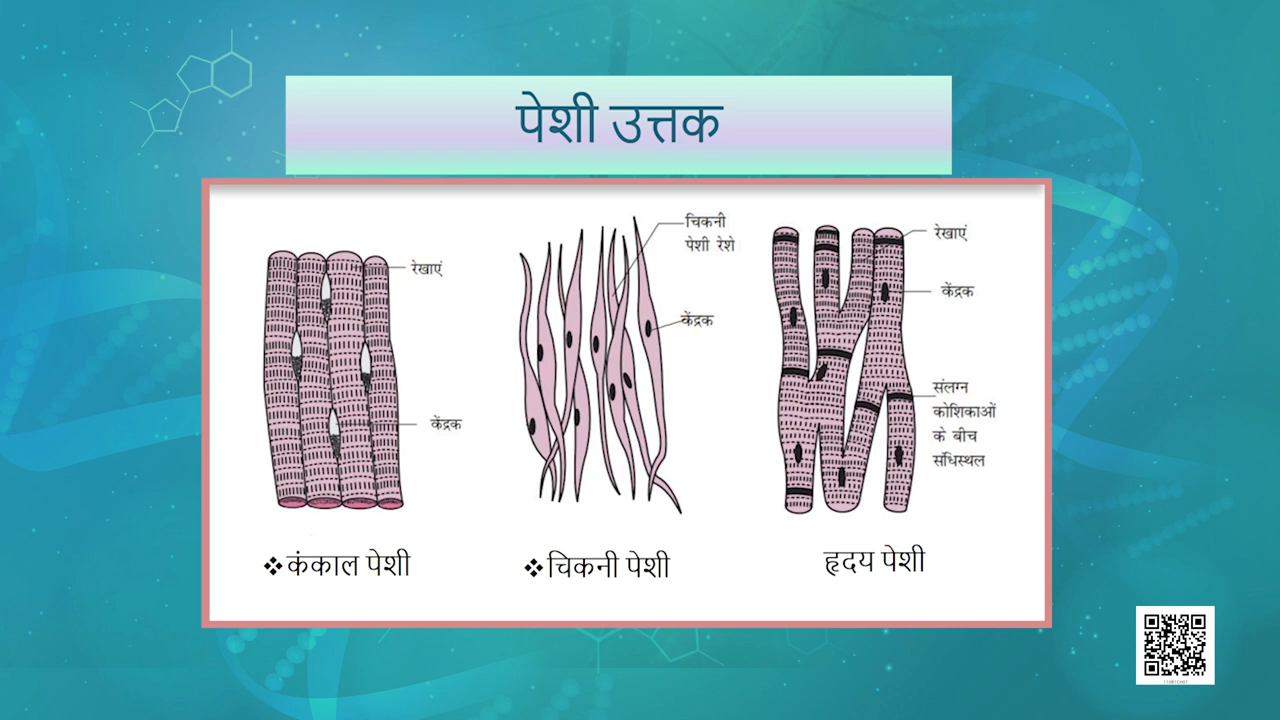 पेशी उत्तक
रेखाएं
केंद्रक
❖कंकाल पेशी
चिकनी
पेशी रेशे
केंद्रक
❖चिकनी पेशी
रेखाएं
केंद्रक
संलग्न
कोशिकाओं
के बीच
संधिस्थल
हृदय पेशी